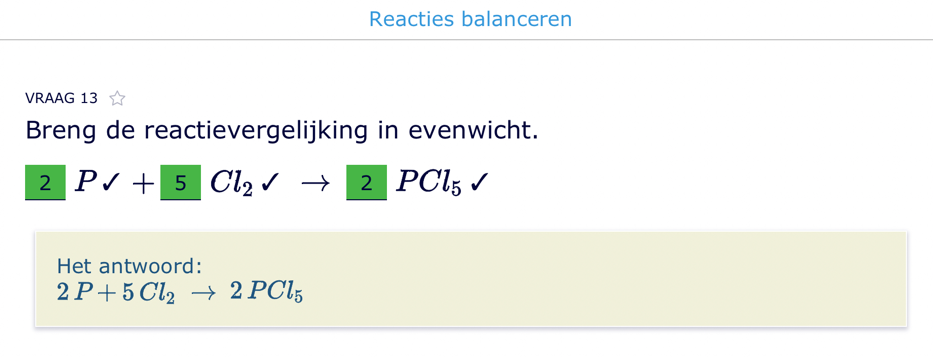 Reacties balanceren
VRAAG 13 ☆
Breng de reactievergelijking in evenwicht.
2 P ✓ + 5 Cl₂ ✓ → 2 PCl₅ ✓
Het antwoord:
2 P + 5 Cl₂ → 2 PCl₅